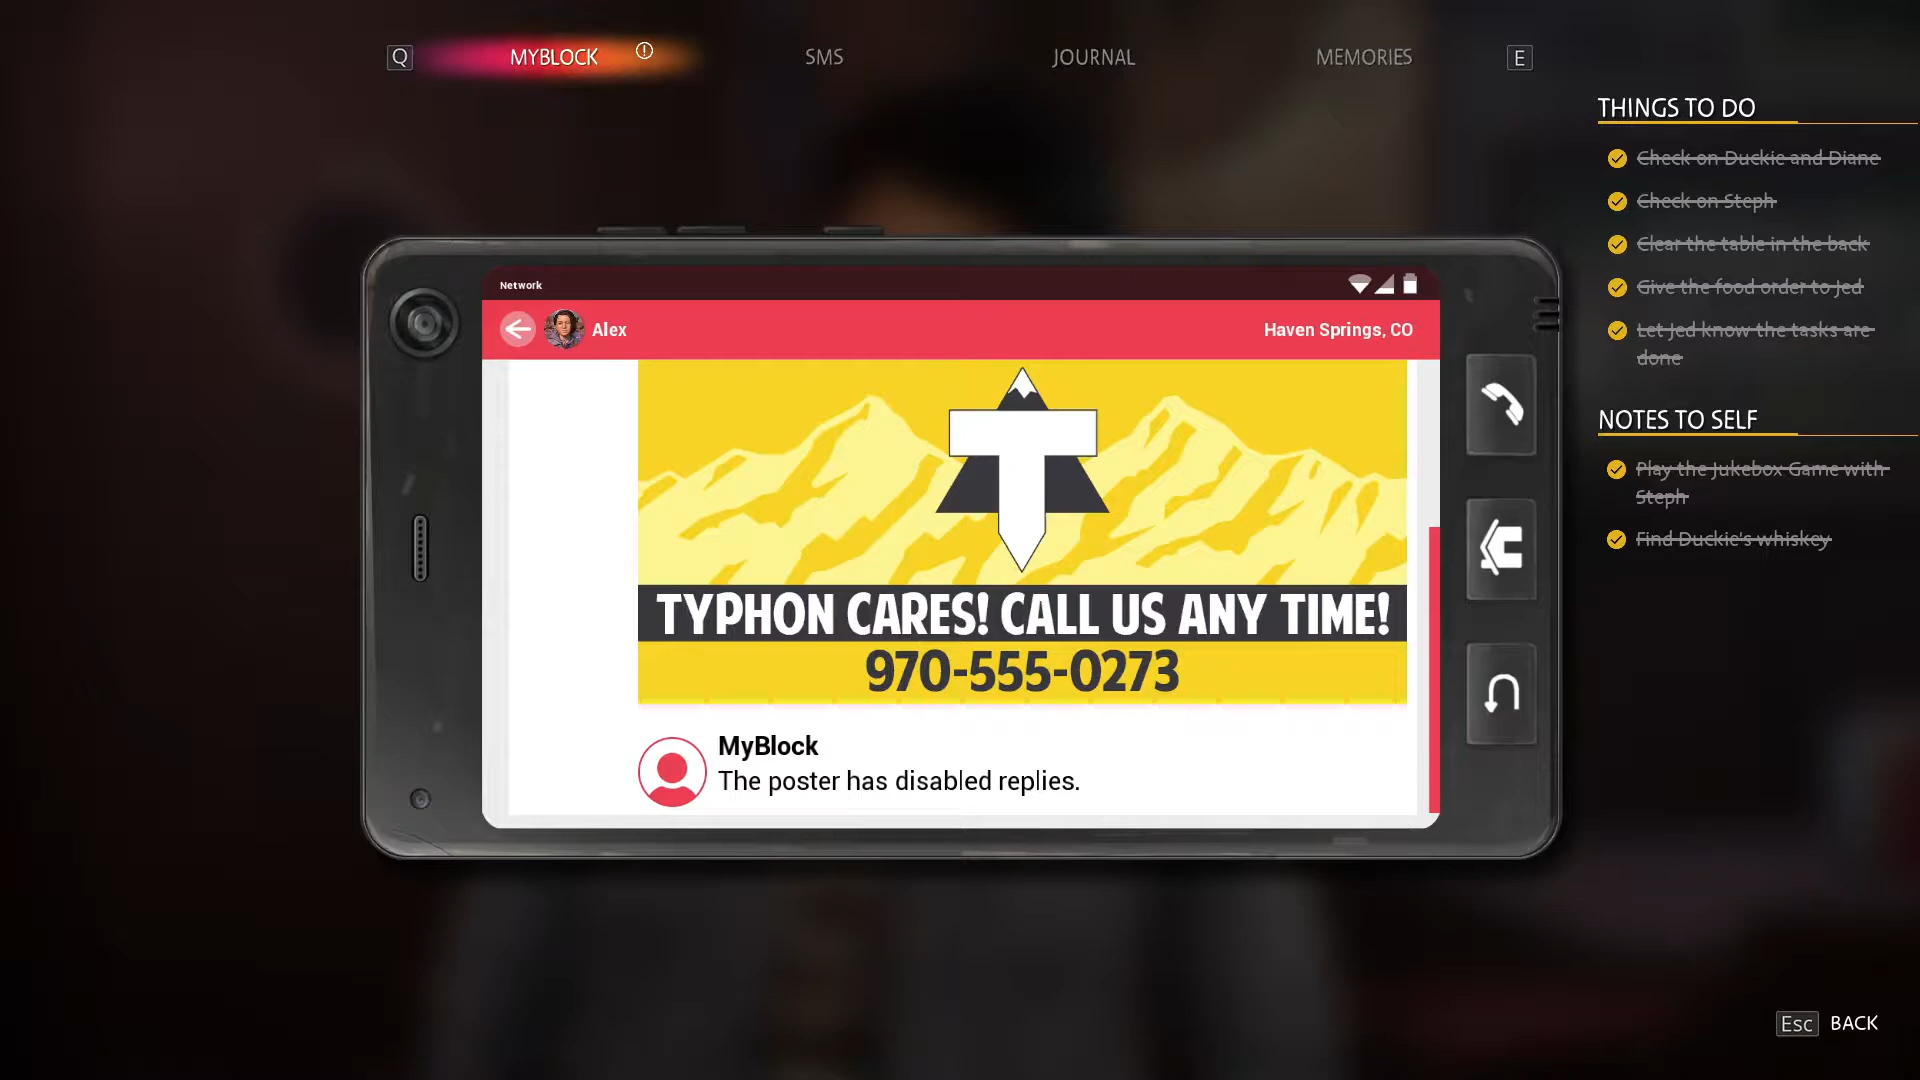 Q
MYBLOCK
SMS
JOURNAL
MEMORIES
E
THINGS TO DO
Check on Duckie and Diane
Check on Steph
Clear the table in the back
Give the food order to Jed
Let Jed know the tasks are
done
NOTES TO SELF
Play the Jukebox Game with
Steph
Find Duckie's whiskey
Network
Alex
Haven Springs, CO
T
TYPHON CARES! CALL US ANY TIME!
970-555-0273
MyBlock
The poster has disabled replies.
Esc BACK